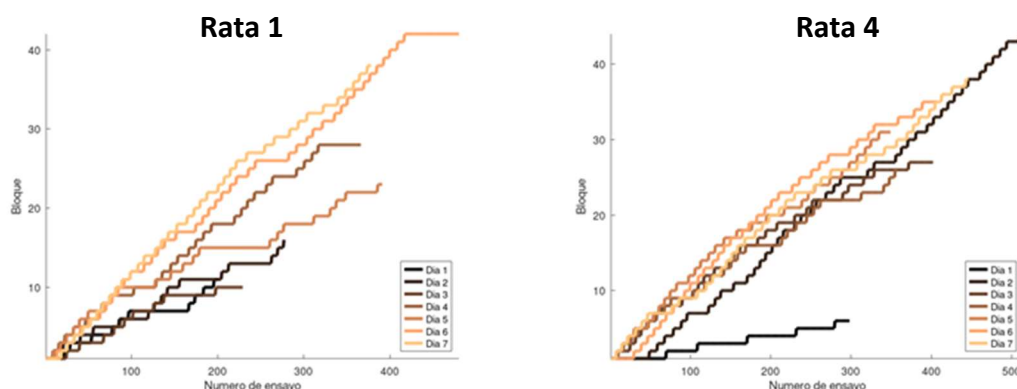 Rata 1
40
30
20
10
Bloque
100
200
300
400
Numero de ensayo
Dia 1
Dia 2
Dia 3
Dia 4
Dia 5
Dia 6
Dia 7
Rata 4
40
30
20
10
Bloque
100
200
300
400
500
Numero de ensayo
Dia 1
Dia 2
Dia 3
Dia 4
Dia 5
Dia 6
Dia 7